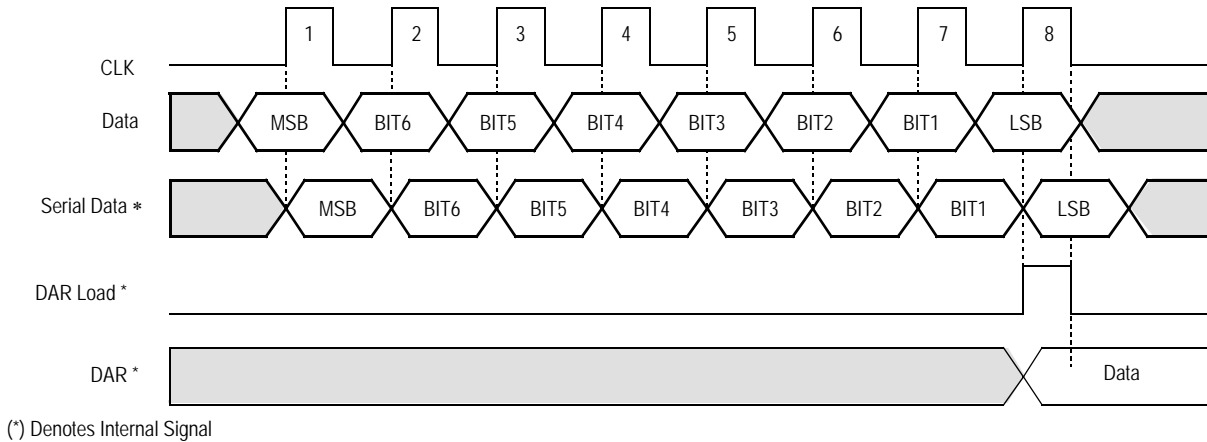 1 2 3 4 5 6 7 8
CLK
Data MSB BIT6 BIT5 BIT4 BIT3 BIT2 BIT1 LSB
Serial Data * MSB BIT6 BIT5 BIT4 BIT3 BIT2 BIT1 LSB
DAR Load *
DAR * Data
(*) Denotes Internal Signal